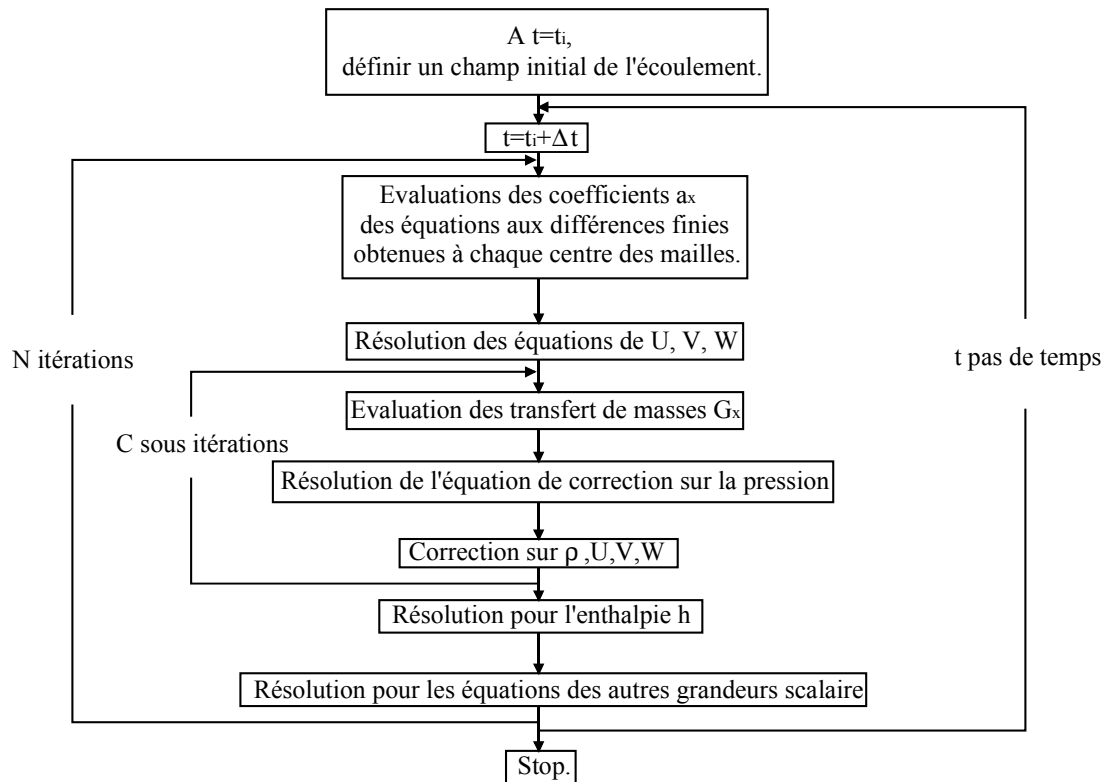 A t=ti,
définir un champ initial de l'écoulement.
t=ti+Δt
Evaluations des coefficients ax
des équations aux différences finies
obtenues à chaque centre des mailles.
Résolution des équations de U, V, W
N itérations
t pas de temps
Evaluation des transfert de masses Gx
C sous itérations
Résolution de l'équation de correction sur la pression
Correction sur ρ ,U,V,W
Résolution pour l'enthalpie h
Résolution pour les équations des autres grandeurs scalaire
Stop.